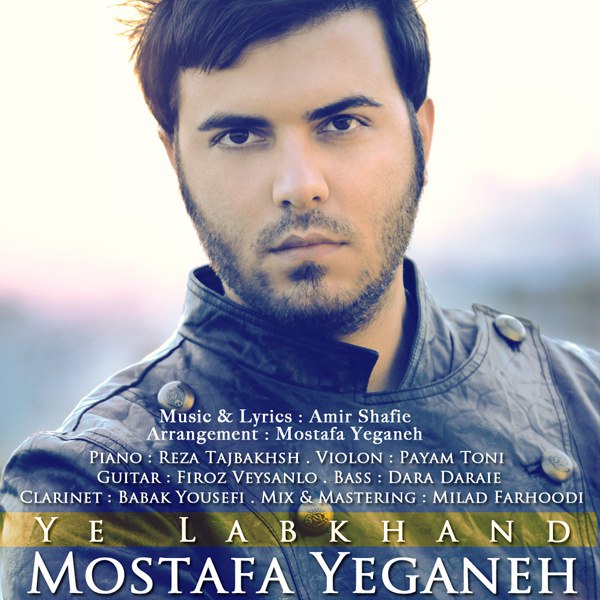 Music & Lyrics : Amir Shafie
Arrangement : Mostafa Yeganeh
Piano : Reza Tajbakhsh . Violon : Payam Toni
Guitar : Firoz Veysanlo . Bass : Dara Daraie
Clarinet : Babak Yousefi . Mix & Mastering : Milad Farhoodi
Ye Labkhand
Mostafa Yeganeh